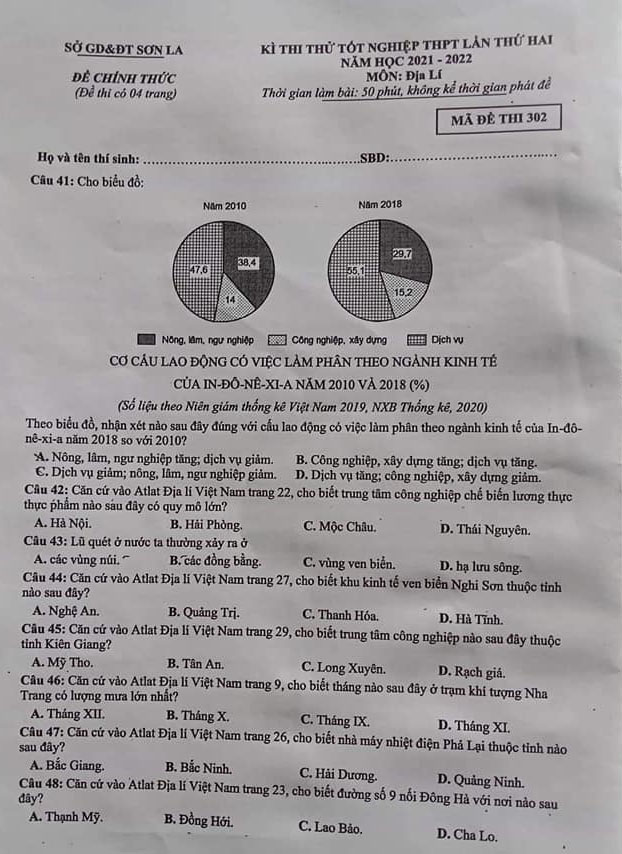 SỞ GD&ĐT SƠN LA
ĐỀ CHÍNH THỨC
(Đề thi có 04 trang)
KÌ THI THỬ TỐT NGHIỆP THPT LẦN THỨ HAI
NĂM HỌC 2021 - 2022
MÔN: Địa Lí
Thời gian làm bài: 50 phút, không kể thời gian phát đề
MÃ ĐỀ THI 302
Họ và tên thí sinh: ........................................................SBD:..........................................
Câu 41: Cho biểu đồ:
Năm 2010 Năm 2018
47,6 38,4 14
55,1 29,7 15,2
Nông, lâm, ngư nghiệp Công nghiệp, xây dựng Dịch vụ
CƠ CẤU LAO ĐỘNG CÓ VIỆC LÀM PHÂN THEO NGÀNH KINH TẾ
CỦA IN-ĐÔ-NÊ-XI-A NĂM 2010 VÀ 2018 (%)
(Số liệu theo Niên giám thống kê Việt Nam 2019, NXB Thống kê, 2020)
Theo biểu đồ, nhận xét nào sau đây đúng với cấu lao động có việc làm phân theo ngành kinh tế của In-đô-
nê-xi-a năm 2018 so với 2010?
A. Nông, lâm, ngư nghiệp tăng; dịch vụ giảm. B. Công nghiệp, xây dựng tăng; dịch vụ tăng.
C. Dịch vụ giảm; nông, lâm, ngư nghiệp giảm. D. Dịch vụ tăng; công nghiệp, xây dựng giảm.
Câu 42: Căn cứ vào Atlat Địa lí Việt Nam trang 22, cho biết trung tâm công nghiệp chế biến lương thực
thực phẩm nào sau đây có quy mô lớn?
A. Hà Nội. B. Hải Phòng. C. Mộc Châu. D. Thái Nguyên.
Câu 43: Lũ quét ở nước ta thường xảy ra ở
A. các vùng núi. B. các đồng bằng. C. vùng ven biển. D. hạ lưu sông.
Câu 44: Căn cứ vào Atlat Địa lí Việt Nam trang 27, cho biết khu kinh tế ven biển Nghi Sơn thuộc tỉnh
nào sau đây?
A. Nghệ An. B. Quảng Trị. C. Thanh Hóa. D. Hà Tĩnh.
Câu 45: Căn cứ vào Atlat Địa lí Việt Nam trang 29, cho biết trung tâm công nghiệp nào sau đây thuộc
tỉnh Kiên Giang?
A. Mỹ Tho. B. Tân An. C. Long Xuyên. D. Rạch giá.
Câu 46: Căn cứ vào Atlat Địa lí Việt Nam trang 9, cho biết tháng nào sau đây ở trạm khí tượng Nha
Trang có lượng mưa lớn nhất?
A. Tháng XII. B. Tháng X. C. Tháng IX. D. Tháng XI.
Câu 47: Căn cứ vào Atlat Địa lí Việt Nam trang 26, cho biết nhà máy nhiệt điện Phả Lại thuộc tỉnh nào
sau đây?
A. Bắc Giang. B. Bắc Ninh. C. Hải Dương. D. Quảng Ninh.
Câu 48: Căn cứ vào Atlat Địa lí Việt Nam trang 23, cho biết đường số 9 nối Đông Hà với nơi nào sau
đây?
A. Thạnh Mỹ. B. Đồng Hới. C. Lao Bảo. D. Cha Lo.